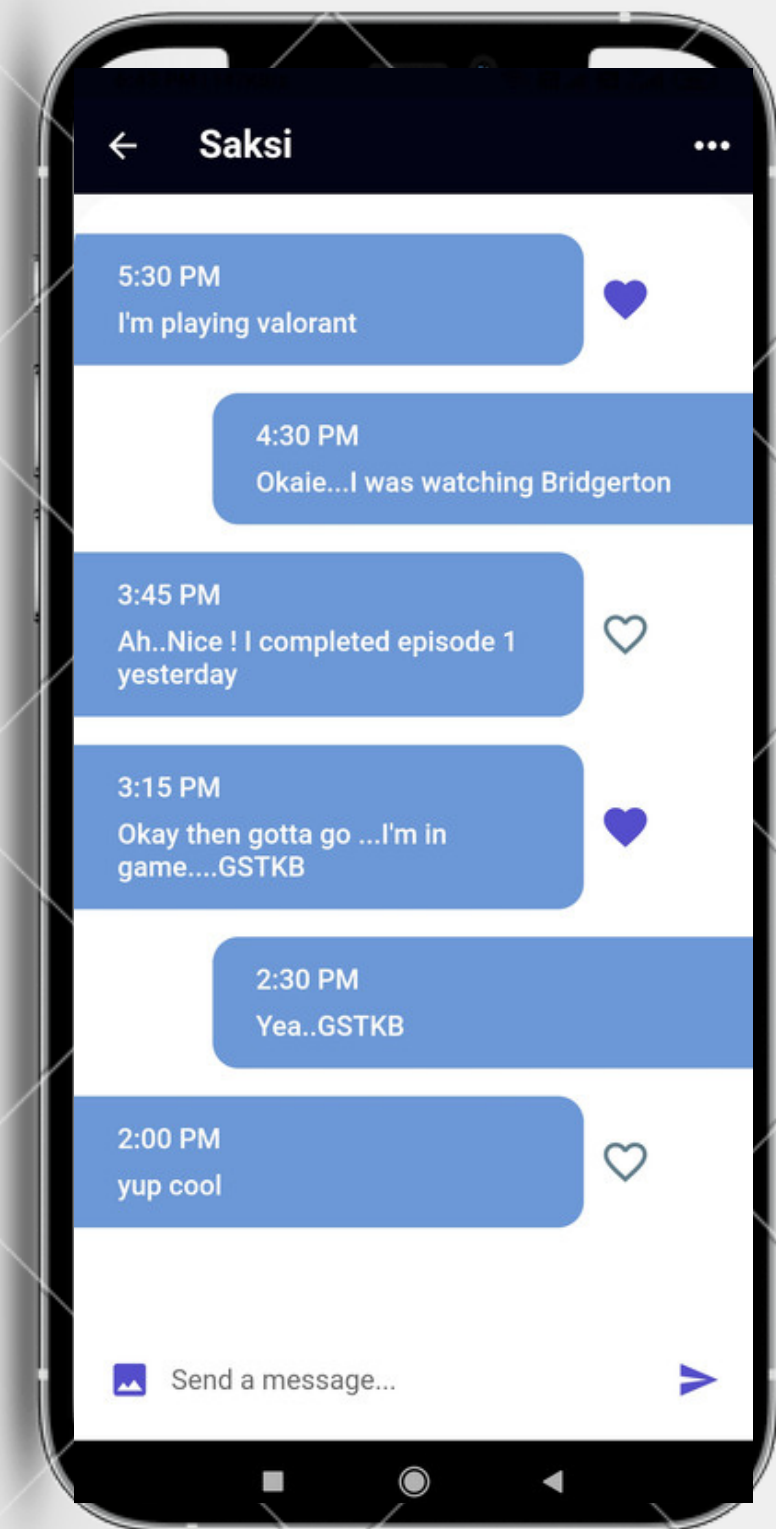 Saksi
5:30 PM
I'm playing valorant
4:30 PM
Okaie...I was watching Bridgerton
3:45 PM
Ah..Nice ! I completed episode 1
yesterday
3:15 PM
Okay then gotta go ...I'm in
game....GSTKB
2:30 PM
Yea..GSTKB
2:00 PM
yup cool
Send a message...